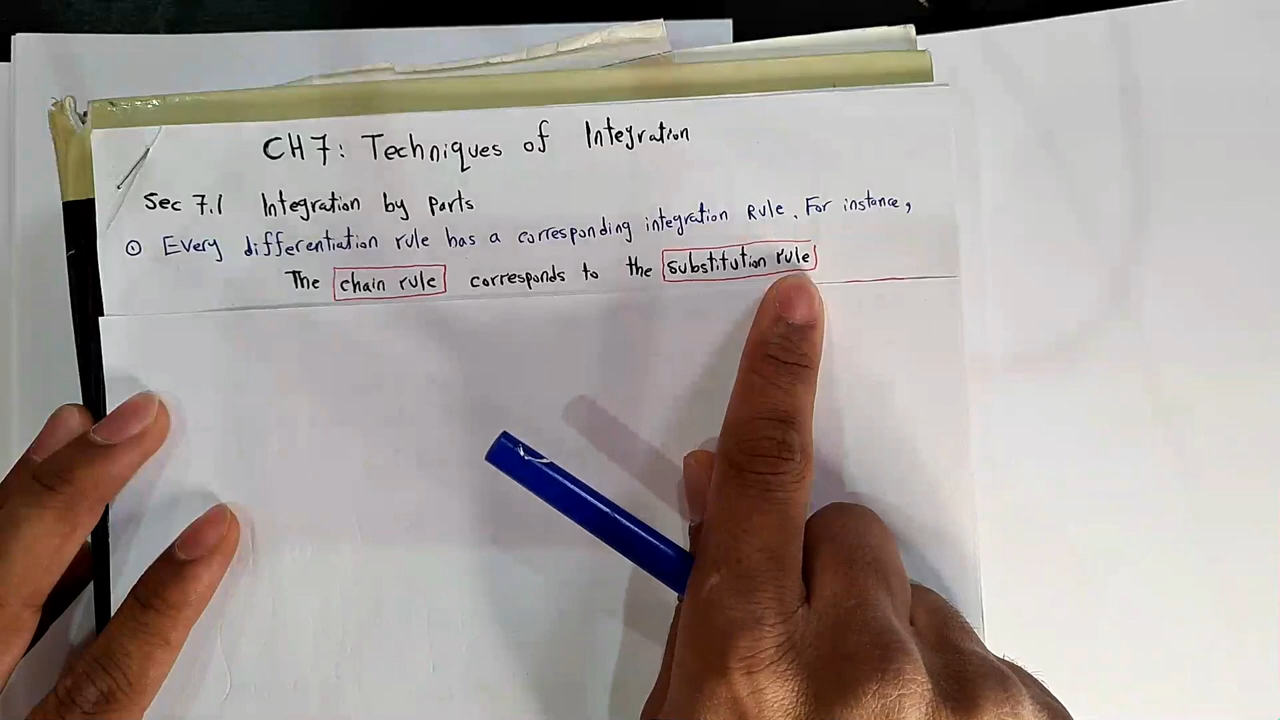 CH7: Techniques of Integration
Sec 7.1 Integration by Parts
⊙ Every differentiation rule has a corresponding integration Rule. For instance,
The chain rule corresponds to the substitution rule